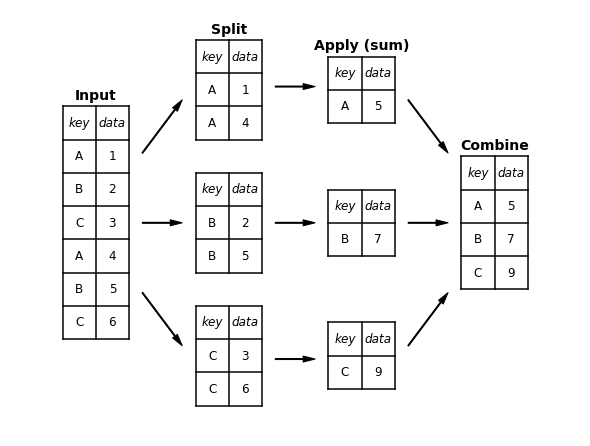 Input
key data
A 1
B 2
C 3
A 4
B 5
C 6
Split
key data
A 1
A 4
key data
B 2
B 5
key data
C 3
C 6
Apply (sum)
key data
A 5
key data
B 7
key data
C 9
Combine
key data
A 5
B 7
C 9